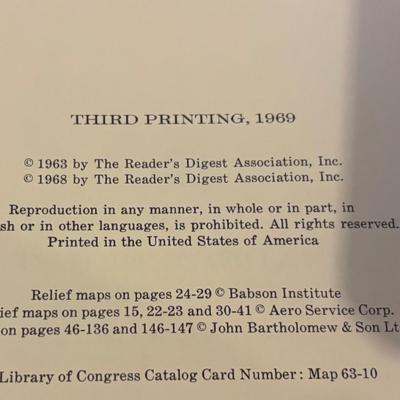 THIRD PRINTING, 1969
© 1963 by The Reader's Digest Association, Inc.
© 1968 by The Reader's Digest Association, Inc.
Reproduction in any manner, in whole or in part, in
sh or in other languages, is prohibited. All rights reserved.
Printed in the United States of America
Relief maps on pages 24-29 © Babson Institute
ief maps on pages 15, 22-23 and 30-41 © Aero Service Corp.
on pages 46-136 and 146-147 © John Bartholomew & Son Lt
Library of Congress Catalog Card Number: Map 63-10